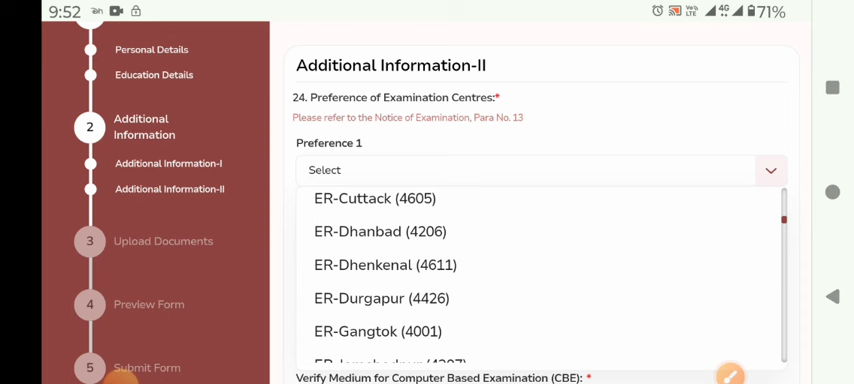 9:52
4G
71%
Personal Details
Education Details
2
Additional
Information
Additional Information-I
Additional Information-II
3
Upload Documents
4
Preview Form
5
Submit Form
Additional Information-II
24. Preference of Examination Centres:*
Please refer to the Notice of Examination, Para No. 13
Preference 1
Select
ER-Cuttack (4605)
ER-Dhanbad (4206)
ER-Dhenkenal (4611)
ER-Durgapur (4426)
ER-Gangtok (4001)
Verify Medium for Computer Based Examination (CBE): *